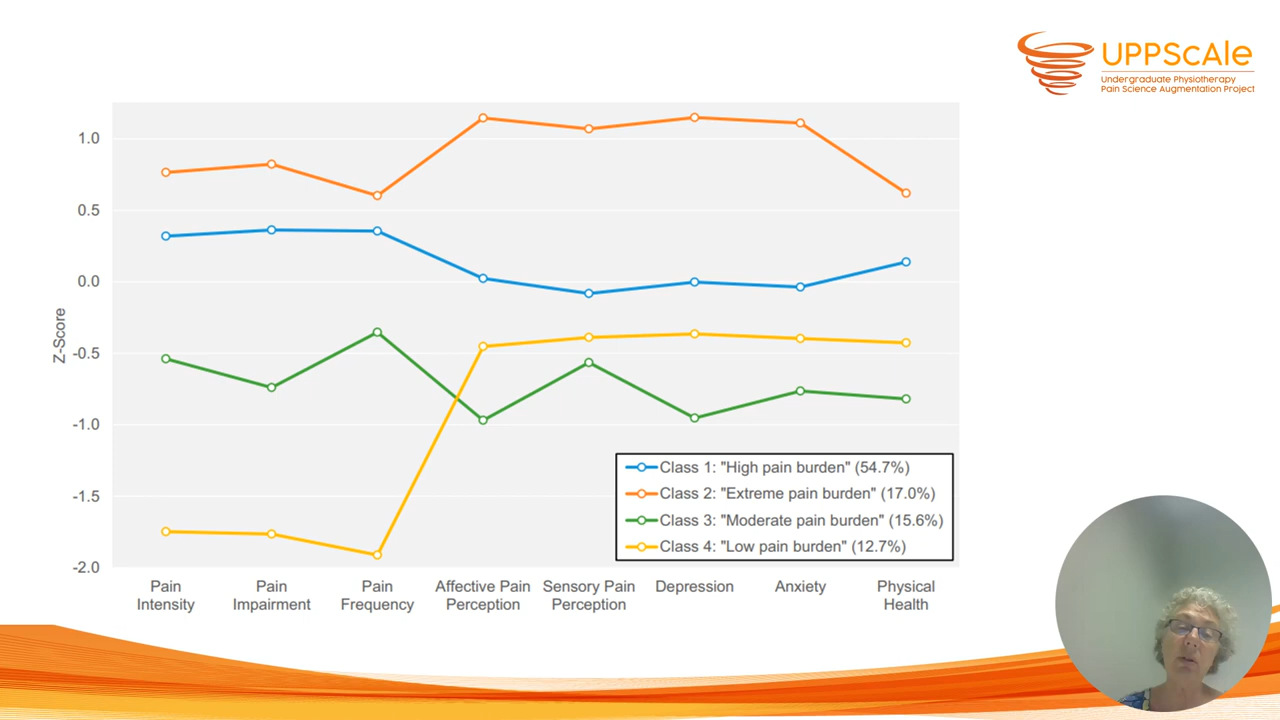 UPPScale
Undergraduate Physiotherapy
Pain Science Augmentation Project
1.0
0.5
0.0
-0.5
-1.0
-1.5
-2.0
Z-Score
Class 1: "High pain burden" (54.7%)
Class 2: "Extreme pain burden" (17.0%)
Class 3: "Moderate pain burden" (15.6%)
Class 4: "Low pain burden" (12.7%)
Pain Intensity
Pain Impairment
Pain Frequency
Affective Pain Perception
Sensory Pain Perception
Depression
Anxiety
Physical Health